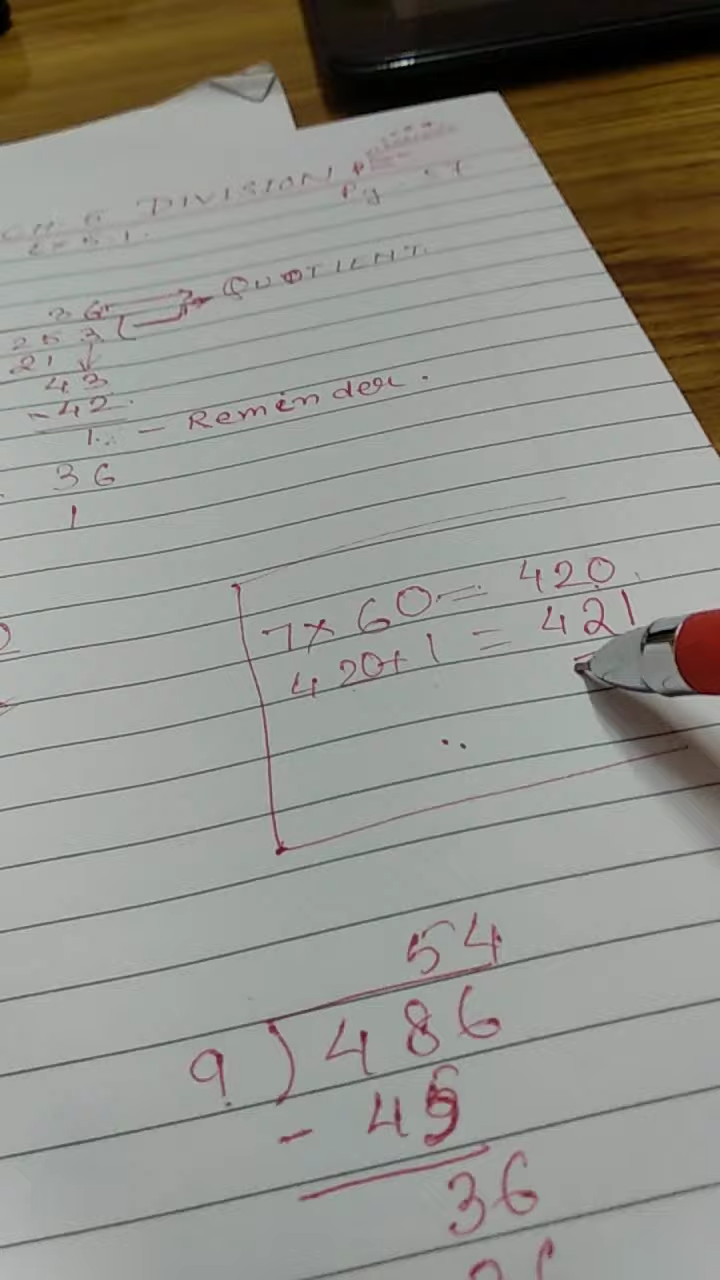 DIVISION
Pg
36 QUOTIENT.
253
21
43
-42
1. - Reminder.
36
1
7 x 60 = 420
420 + 1 = 421
54
9 ) 486
- 45
36